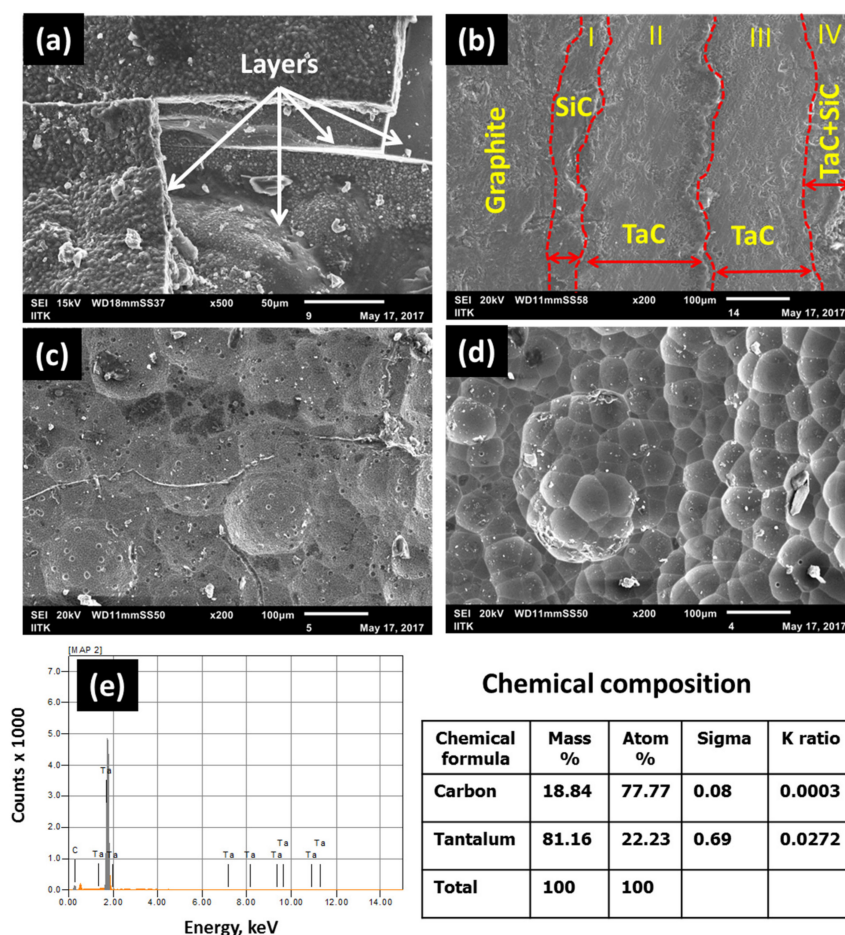 (a)
Layers
SEI 15kV WD18mmSS37 x500 50µm
IITK 9 May 17, 2017
(b)
I II III IV
Graphite
SiC
TaC
TaC
TaC+SiC
SEI 20kV WD11mmSS58 x200 100µm
IITK 14 May 17, 2017
(c)
SEI 20kV WD11mmSS50 x200 100µm
IITK 5 May 17, 2017
(d)
SEI 20kV WD11mmSS50 x200 100µm
IITK 4 May 17, 2017
[MAP 2]
(e)
Counts x 1000
7.0
6.0
5.0
4.0
3.0
2.0
1.0
0.0
Ta
C
Ta Ta
Ta Ta Ta Ta Ta Ta
0.00 2.00 4.00 6.00 8.00 10.00 12.00 14.00
Energy, keV
Chemical composition
Chemical formula Mass % Atom % Sigma K ratio
Carbon 18.84 77.77 0.08 0.0003
Tantalum 81.16 22.23 0.69 0.0272
Total 100 100